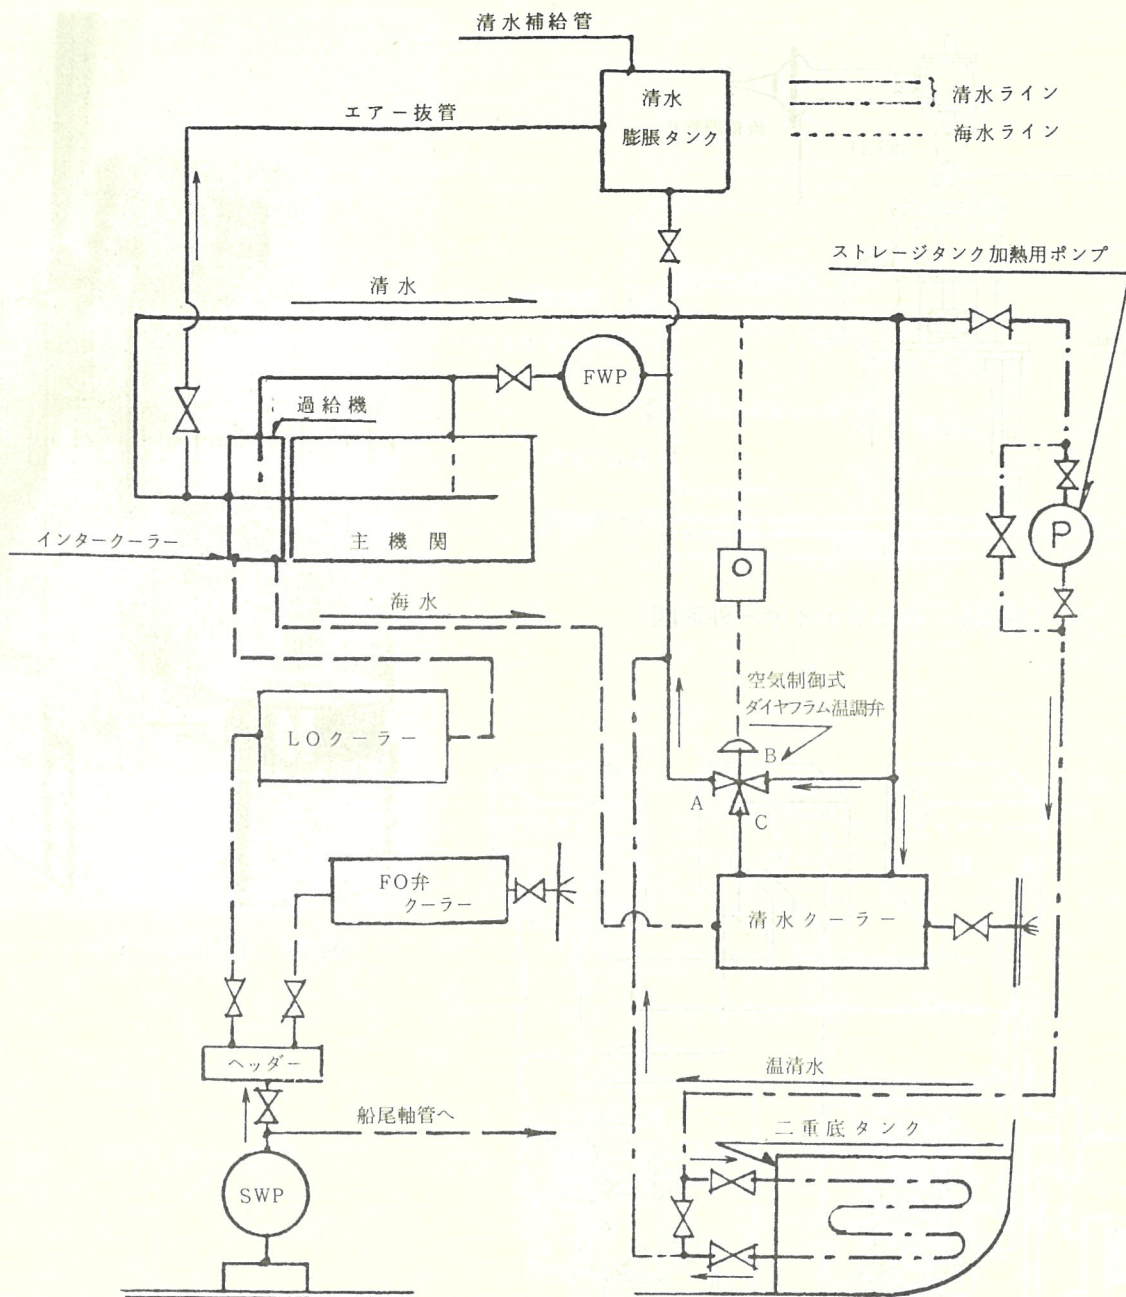 清水補給管
清水
膨脹タンク
エアー抜管
清水ライン
海水ライン
ストレージタンク加熱用ポンプ
清水
FWP
過給機
P
インタークーラー
主機関
海水
空気制御式
ダイヤフラム温調弁
LOクーラー
B
A
C
FO弁
クーラー
清水クーラー
ヘッダー
温清水
船尾軸管へ
二重底タンク
SWP